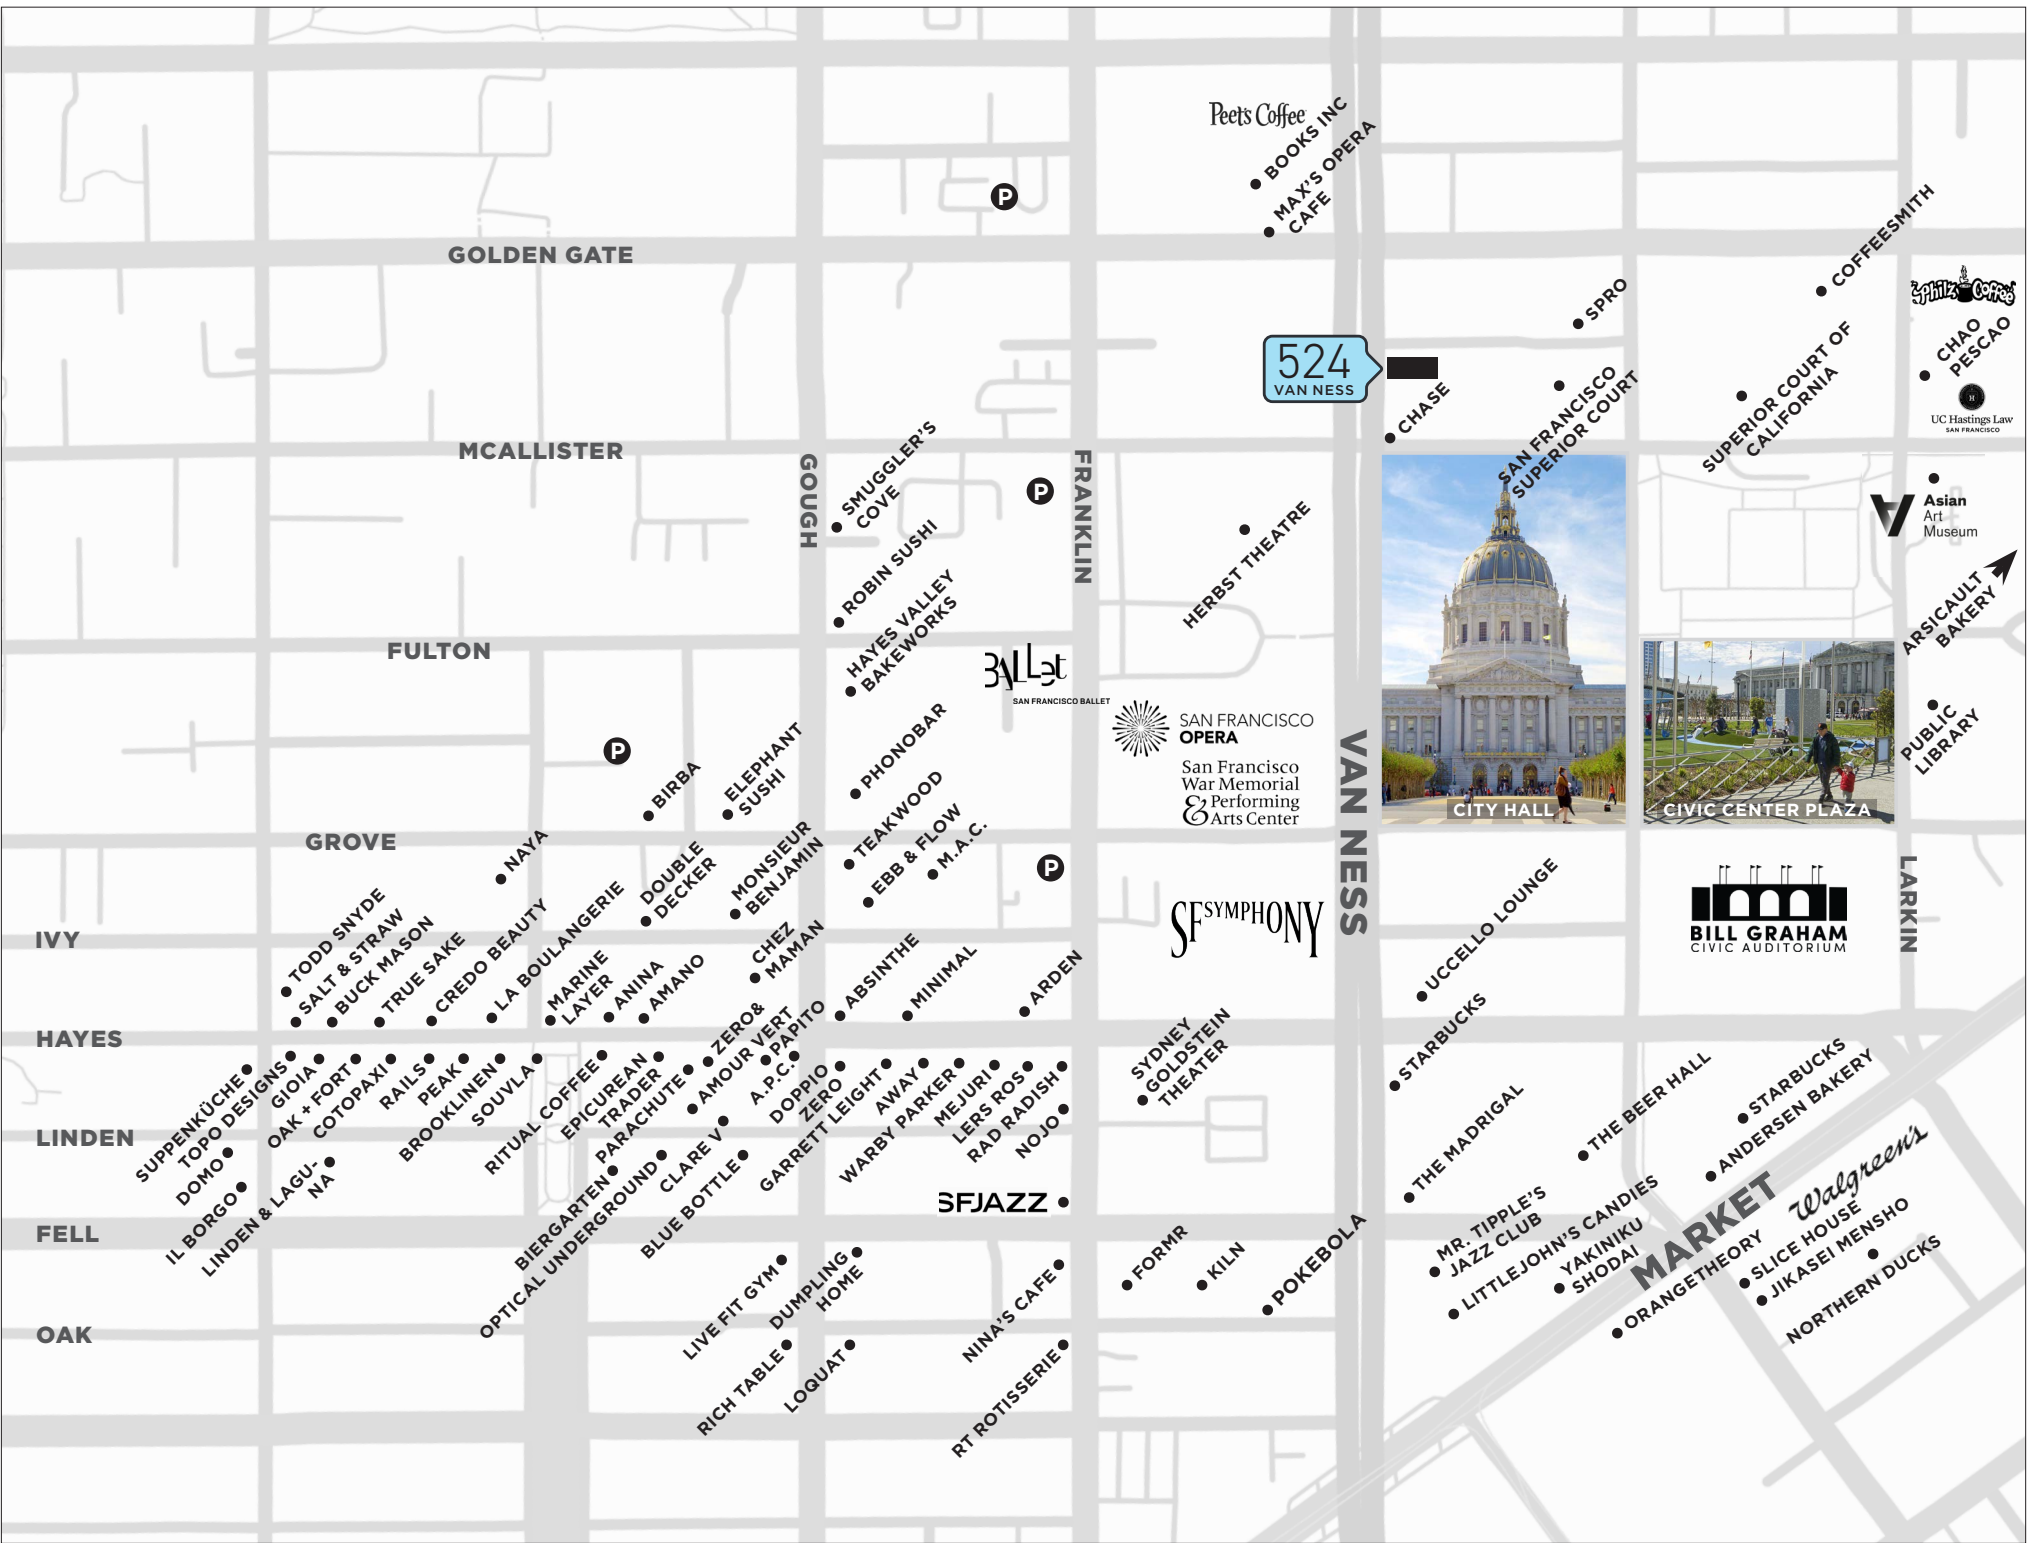 Peet's Coffee
BOOKS INC
MAX'S OPERA
CAFE
P
GOLDEN GATE
COFFEESMITH
SPRO
Philz Coffee
CHAO
PESCAO
524
VAN NESS
CHASE
SAN FRANCISCO
SUPERIOR COURT
SUPERIOR COURT OF
CALIFORNIA
H
UC Hastings Law
SAN FRANCISCO
MCALLISTER
GOUGH
SMUGGLER'S
COVE
P
FRANKLIN
HERBST THEATRE
Asian
Art
Museum
ROBIN SUSHI
HAYES VALLEY
BAKEWORKS
ARSICAULT
BAKERY
FULTON
BALLet
SAN FRANCISCO BALLET
SAN FRANCISCO
OPERA
San Francisco
War Memorial
& Performing
Arts Center
VAN NESS
PUBLIC
LIBRARY
P
BIRBA
ELEPHANT
SUSHI
PHONOBAR
CITY HALL
CIVIC CENTER PLAZA
GROVE
NAYA
DOUBLE
DECKER
MONSIEUR
BENJAMIN
TEAKWOOD
EBB & FLOW
M.A.C.
P
SF SYMPHONY
UCCELLO LOUNGE
BILL GRAHAM
CIVIC AUDITORIUM
LARKIN
IVY
TODD SNYDE
SALT & STRAW
BUCK MASON
TRUE SAKE
CREDO BEAUTY
LA BOULANGERIE
MARINE
LAYER
ANINA
AMANO
CHEZ
MAMAN
ABSINTHE
MINIMAL
ARDEN
STARBUCKS
HAYES
SUPPENKÜCHE
TOPO DESIGNS
GIOIA
OAK + FORT
COTOPAXI
RAILS
PEAK
BROOKLINEN
SOUVLA
RITUAL COFFEE
EPICUREAN
TRADER
PARACHUTE
ZERO&
AMOUR VERT
PAPITO
A.P.C.
DOPPIO
ZERO
GARRETT LEIGHT
AWAY
WARBY PARKER
MEJURI
LERS ROS
RAD RADISH
NOJO
SYDNEY
GOLDSTEIN
THEATER
THE MADRIGAL
THE BEER HALL
STARBUCKS
ANDERSEN BAKERY
LINDEN
DOMO
IL BORGO
LINDEN & LAGU-
NA
BIERGARTEN
OPTICAL UNDERGROUND
CLARE V
BLUE BOTTLE
SFJAZZ
Walgreen's
MARKET
FELL
LIVE FIT GYM
DUMPLING
HOME
NINA'S CAFE
FORMR
KILN
POKEBOLA
MR. TIPPLE'S
JAZZ CLUB
LITTLEJOHN'S CANDIES
YAKINIKU
SHODAI
ORANGETHEORY
SLICE HOUSE
JIKASEI MENSHO
NORTHERN DUCKS
OAK
RICH TABLE
LOQUAT
RT ROTISSERIE